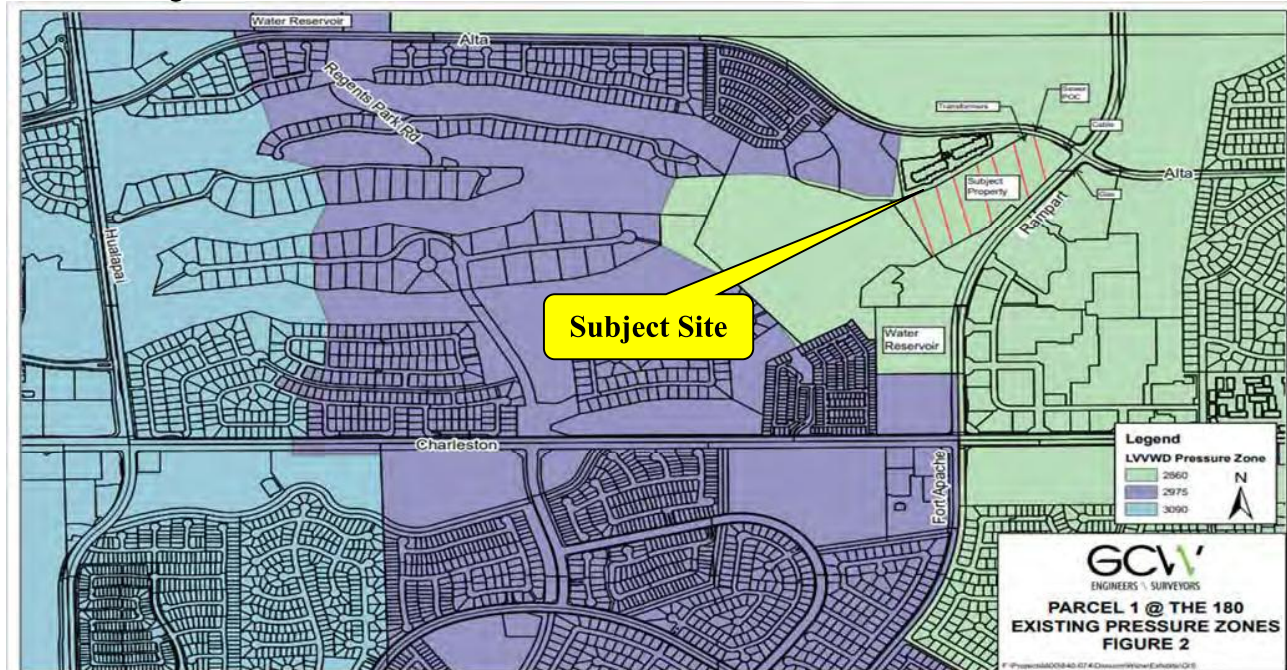 Water Reservoir
Alta
Regents Park Rd
Transformers
Sewer
POC
Cable
Subject
Property
Alta
Gas
Rampart
Hualapai
Subject Site
Water
Reservoir
Charleston
Fort Apache
Legend
LVVWD Pressure Zone
2860
2975
3090
N
GCW
ENGINEERS \ SURVEYORS
PARCEL 1 @ THE 180
EXISTING PRESSURE ZONES
FIGURE 2